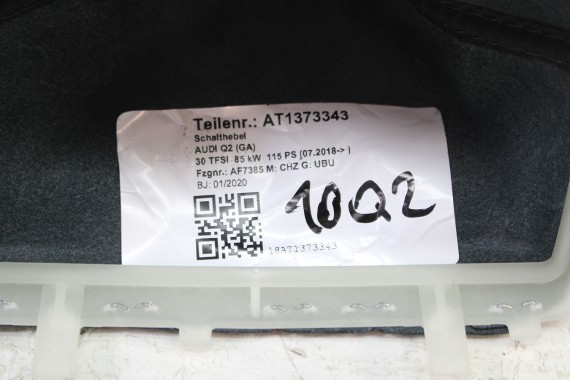 Teilenr.: AT1373343
Schalthebel
AUDI Q2 (GA)
30 TFSI 85 kW 115 PS (07.2018-> )
Fzgnr.: AF7385 M: CHZ G: UBU
BJ: 01/2020
10Q2
18AT1373343